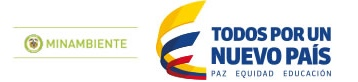 MINAMBIENTE
TODOS POR UN
NUEVO PAÍS
PAZ EQUIDAD EDUCACIÓN